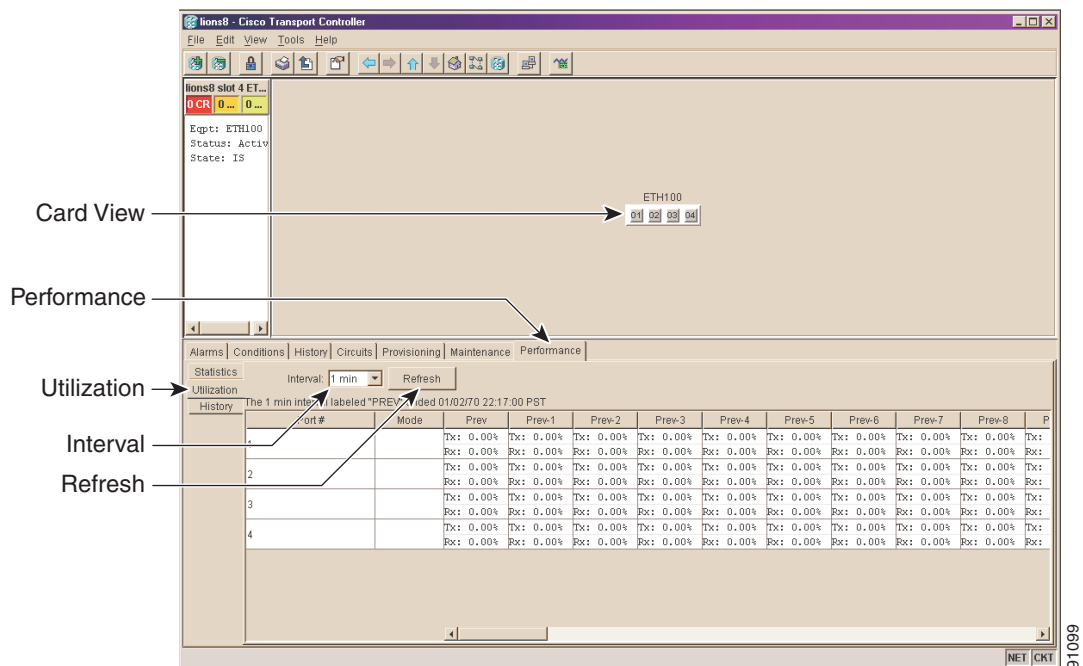 lions8 - Cisco Transport Controller
File Edit View Tools Help
lions8 slot 4 ET...
0 CR 0 ... 0 ...
Eqpt: ETH100
Status: Activ
State: IS
ETH100
01 02 03 04
Card View
Performance
Alarms Conditions History Circuits Provisioning Maintenance Performance
Statistics
Utilization
History
Interval: 1 min Refresh
Utilization
The 1 min interval labeled "PREV" ended 01/02/70 22:17:00 PST
Interval
Refresh
Port # Mode Prev Prev-1 Prev-2 Prev-3 Prev-4 Prev-5 Prev-6 Prev-7 Prev-8 P
1 Tx: 0.00% Tx: 0.00% Tx: 0.00% Tx: 0.00% Tx: 0.00% Tx: 0.00% Tx: 0.00% Tx: 0.00% Tx: 0.00% Tx:
Rx: 0.00% Rx: 0.00% Rx: 0.00% Rx: 0.00% Rx: 0.00% Rx: 0.00% Rx: 0.00% Rx: 0.00% Rx: 0.00% Rx:
2 Tx: 0.00% Tx: 0.00% Tx: 0.00% Tx: 0.00% Tx: 0.00% Tx: 0.00% Tx: 0.00% Tx: 0.00% Tx: 0.00% Tx:
Rx: 0.00% Rx: 0.00% Rx: 0.00% Rx: 0.00% Rx: 0.00% Rx: 0.00% Rx: 0.00% Rx: 0.00% Rx: 0.00% Rx:
3 Tx: 0.00% Tx: 0.00% Tx: 0.00% Tx: 0.00% Tx: 0.00% Tx: 0.00% Tx: 0.00% Tx: 0.00% Tx: 0.00% Tx:
Rx: 0.00% Rx: 0.00% Rx: 0.00% Rx: 0.00% Rx: 0.00% Rx: 0.00% Rx: 0.00% Rx: 0.00% Rx: 0.00% Rx:
4 Tx: 0.00% Tx: 0.00% Tx: 0.00% Tx: 0.00% Tx: 0.00% Tx: 0.00% Tx: 0.00% Tx: 0.00% Tx: 0.00% Tx:
Rx: 0.00% Rx: 0.00% Rx: 0.00% Rx: 0.00% Rx: 0.00% Rx: 0.00% Rx: 0.00% Rx: 0.00% Rx: 0.00% Rx:
NET CKT
91099